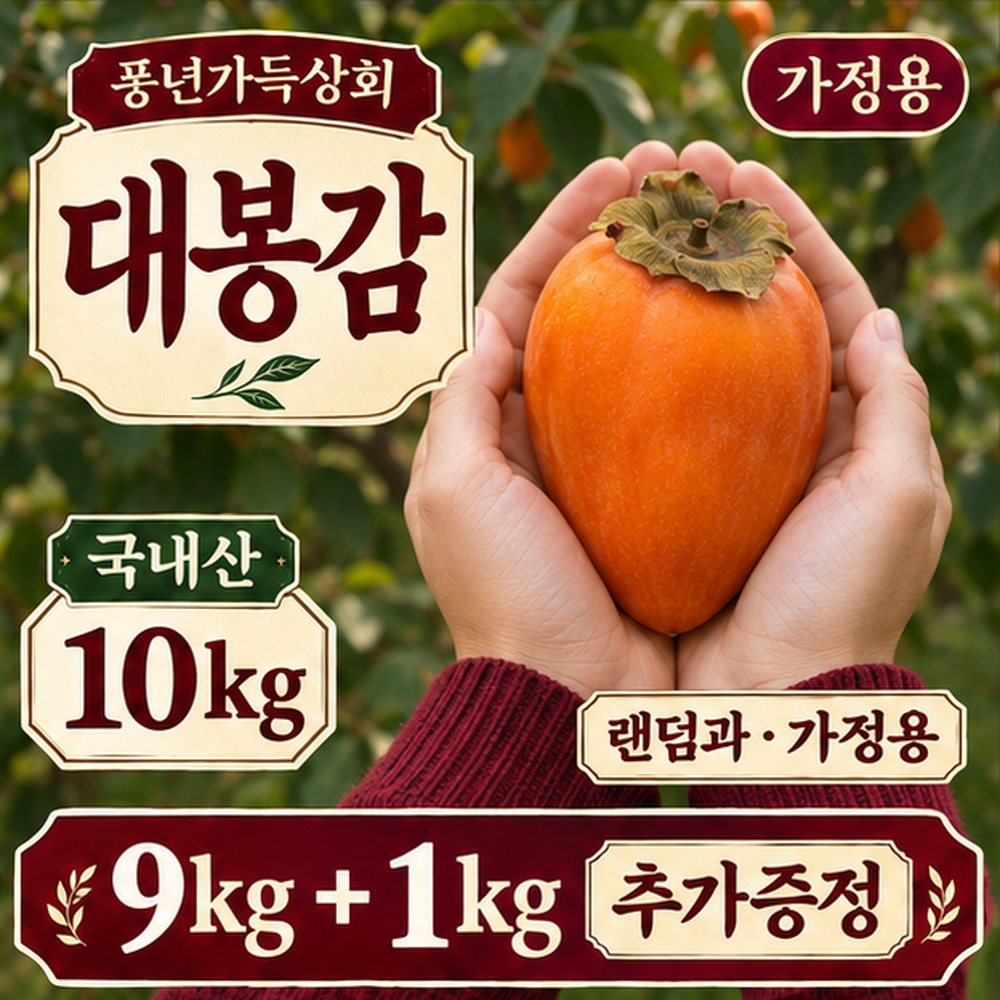 풍년가득상회
대봉감
가정용
국내산
10kg
랜덤과 · 가정용
9kg + 1kg 추가증정